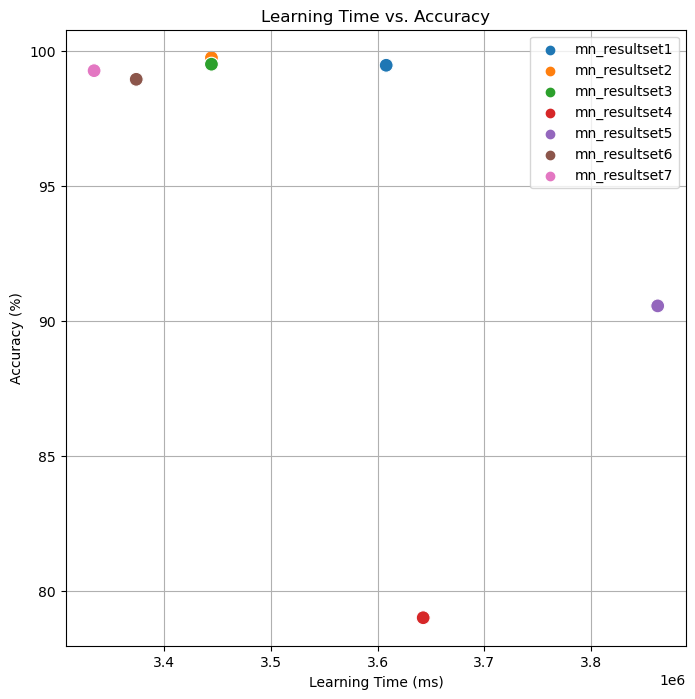 Learning Time vs. Accuracy
mn_resultset1
mn_resultset2
mn_resultset3
mn_resultset4
mn_resultset5
mn_resultset6
mn_resultset7
100
95
90
85
80
Accuracy (%)
3.4 3.5 3.6 3.7 3.8
1e6
Learning Time (ms)